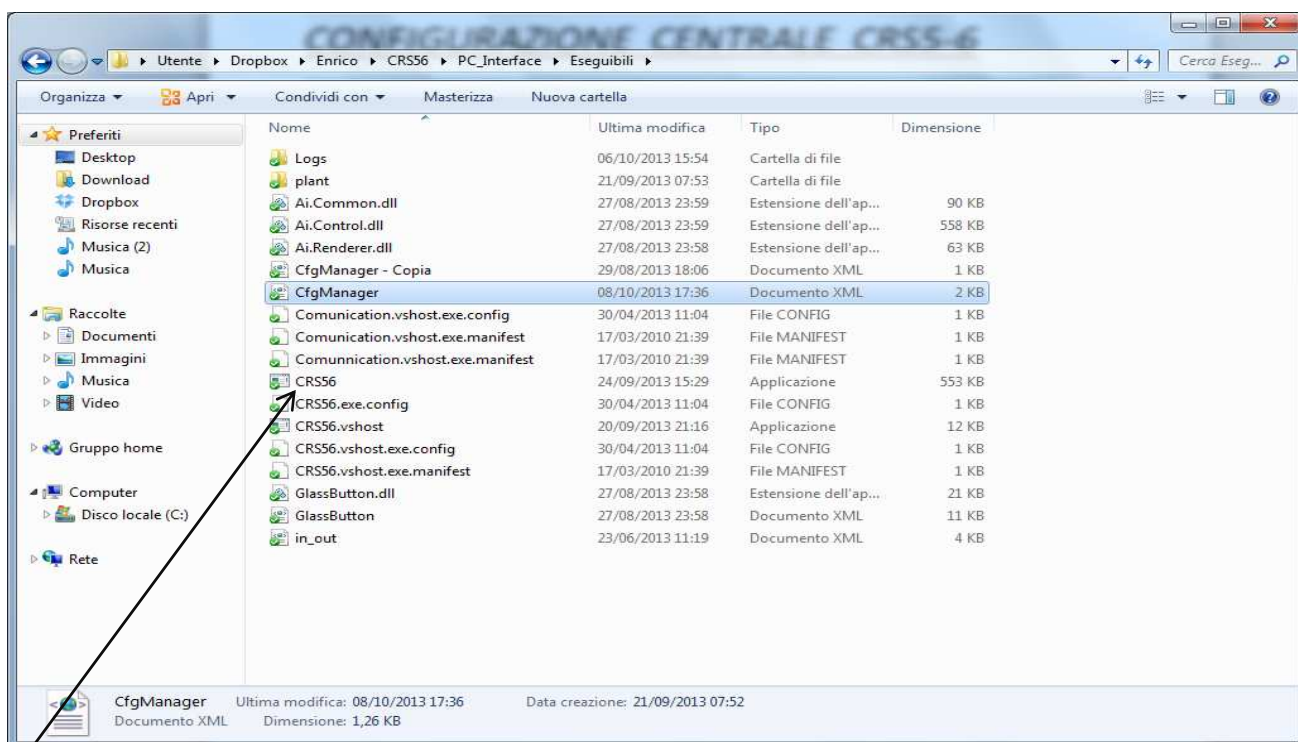 CONFIGURAZIONE CENTRALE CRS5-6
Utente Dropbox Enrico CRS56 PC_Interface Eseguibili
Cerca Eseg...
Organizza Apri Condividi con Masterizza Nuova cartella
Preferiti
Desktop
Download
Dropbox
Risorse recenti
Musica (2)
Musica
Raccolte
Documenti
Immagini
Musica
Video
Gruppo home
Computer
Disco locale (C:)
Rete
Nome Ultima modifica Tipo Dimensione
Logs 06/10/2013 15:54 Cartella di file
plant 21/09/2013 07:53 Cartella di file
Ai.Common.dll 27/08/2013 23:59 Estensione dell'ap... 90 KB
Ai.Control.dll 27/08/2013 23:59 Estensione dell'ap... 558 KB
Ai.Renderer.dll 27/08/2013 23:58 Estensione dell'ap... 63 KB
CfgManager - Copia 29/08/2013 18:06 Documento XML 1 KB
CfgManager 08/10/2013 17:36 Documento XML 2 KB
Comunication.vshost.exe.config 30/04/2013 11:04 File CONFIG 1 KB
Comunication.vshost.exe.manifest 17/03/2010 21:39 File MANIFEST 1 KB
Comunnication.vshost.exe.manifest 17/03/2010 21:39 File MANIFEST 1 KB
CRS56 24/09/2013 15:29 Applicazione 553 KB
CRS56.exe.config 30/04/2013 11:04 File CONFIG 1 KB
CRS56.vshost 20/09/2013 21:16 Applicazione 12 KB
CRS56.vshost.exe.config 30/04/2013 11:04 File CONFIG 1 KB
CRS56.vshost.exe.manifest 17/03/2010 21:39 File MANIFEST 1 KB
GlassButton.dll 27/08/2013 23:58 Estensione dell'ap... 21 KB
GlassButton 27/08/2013 23:58 Documento XML 11 KB
in_out 23/06/2013 11:19 Documento XML 4 KB
CfgManager Ultima modifica: 08/10/2013 17:36 Data creazione: 21/09/2013 07:52
Documento XML Dimensione: 1,26 KB